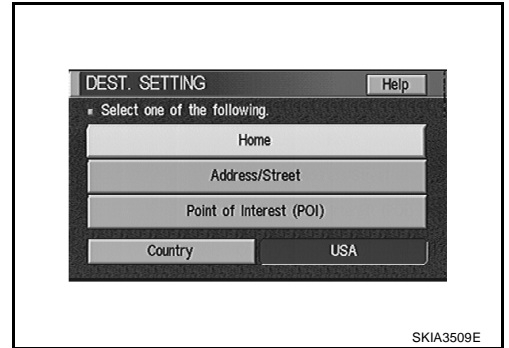 DEST. SETTING Help
▪ Select one of the following.
Home
Address/Street
Point of Interest (POI)
Country USA
SKIA3509E